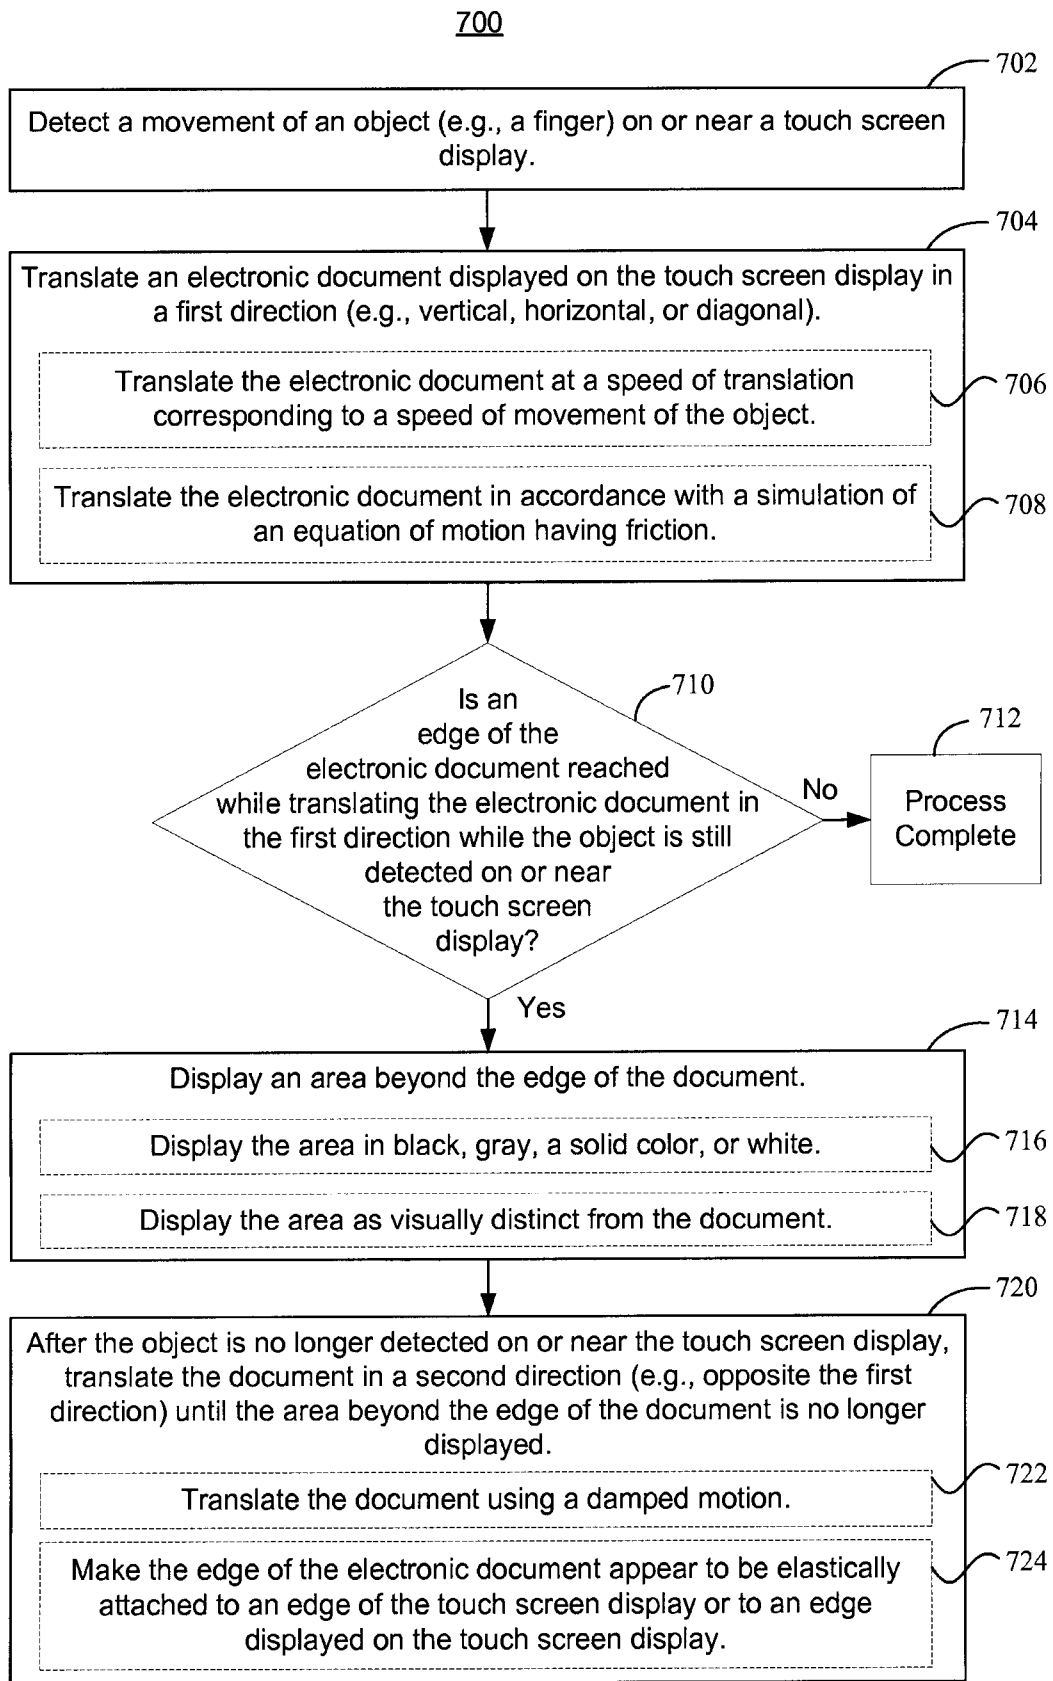 700
702
Detect a movement of an object (e.g., a finger) on or near a touch screen
display.
704
Translate an electronic document displayed on the touch screen display in
a first direction (e.g., vertical, horizontal, or diagonal).
Translate the electronic document at a speed of translation
corresponding to a speed of movement of the object.
706
Translate the electronic document in accordance with a simulation of
an equation of motion having friction.
708
Is an
edge of the
electronic document reached
while translating the electronic document in
the first direction while the object is still
detected on or near
the touch screen
display?
710
712
No
Process
Complete
Yes
714
Display an area beyond the edge of the document.
Display the area in black, gray, a solid color, or white.
716
Display the area as visually distinct from the document.
718
720
After the object is no longer detected on or near the touch screen display,
translate the document in a second direction (e.g., opposite the first
direction) until the area beyond the edge of the document is no longer
displayed.
722
Translate the document using a damped motion.
724
Make the edge of the electronic document appear to be elastically
attached to an edge of the touch screen display or to an edge
displayed on the touch screen display.